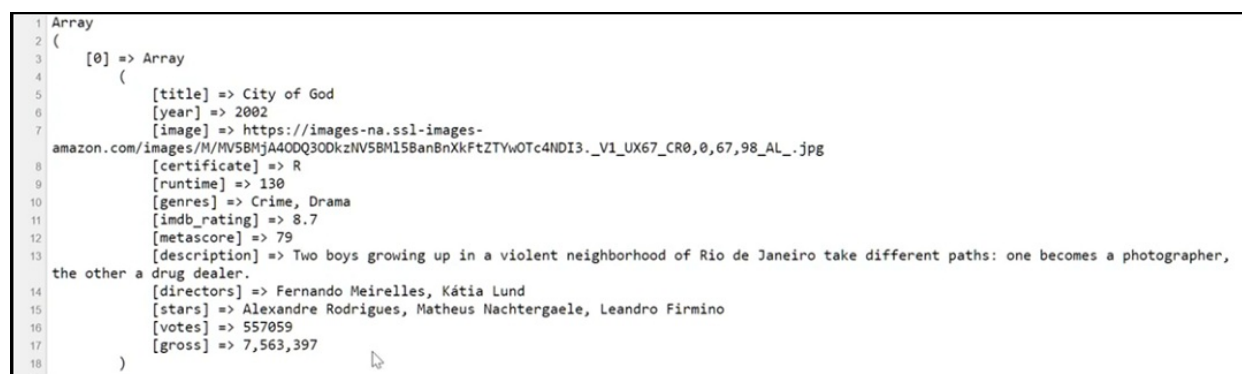 1 Array
2 (
3 [0] => Array
4 (
5 [title] => City of God
6 [year] => 2002
7 [image] => https://images-na.ssl-images-
amazon.com/images/M/MV5BMjA4ODQ3ODkzNV5BMl5BanBnXkFtZTYwOTc4NDI3._V1_UX67_CR0,0,67,98_AL_.jpg
8 [certificate] => R
9 [runtime] => 130
10 [genres] => Crime, Drama
11 [imdb_rating] => 8.7
12 [metascore] => 79
13 [description] => Two boys growing up in a violent neighborhood of Rio de Janeiro take different paths: one becomes a photographer,
the other a drug dealer.
14 [directors] => Fernando Meirelles, Kátia Lund
15 [stars] => Alexandre Rodrigues, Matheus Nachtergaele, Leandro Firmino
16 [votes] => 557059
17 [gross] => 7,563,397
18 )